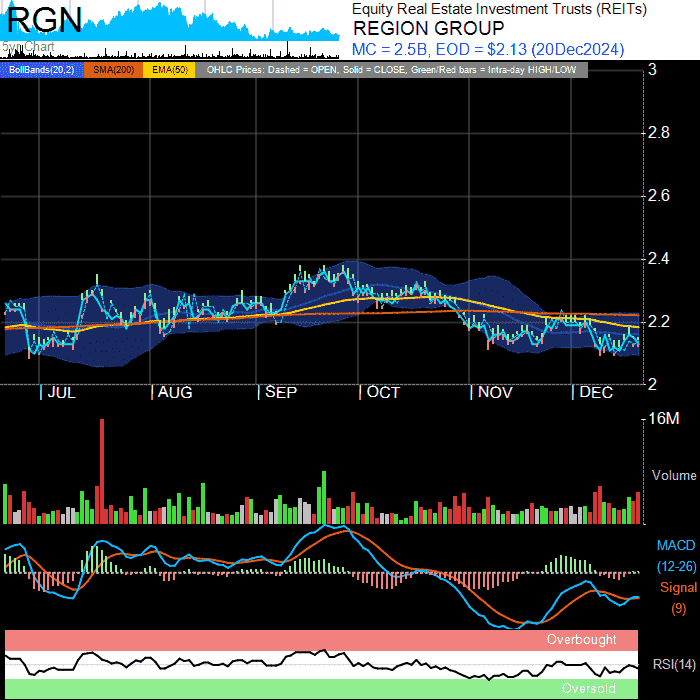 RGN
5yr Chart
Equity Real Estate Investment Trusts (REITs)
REGION GROUP
MC = 2.5B, EOD = $2.13 (20Dec2024)
BollBands(20,2) SMA(200) EMA(50) OHLC Prices: Dashed = OPEN, Solid = CLOSE, Green/Red bars = Intra-day HIGH/LOW
3
2.8
2.6
2.4
2.2
2
JUL AUG SEP OCT NOV DEC
16M
Volume
MACD
(12-26)
Signal
(9)
Overbought
RSI(14)
Oversold